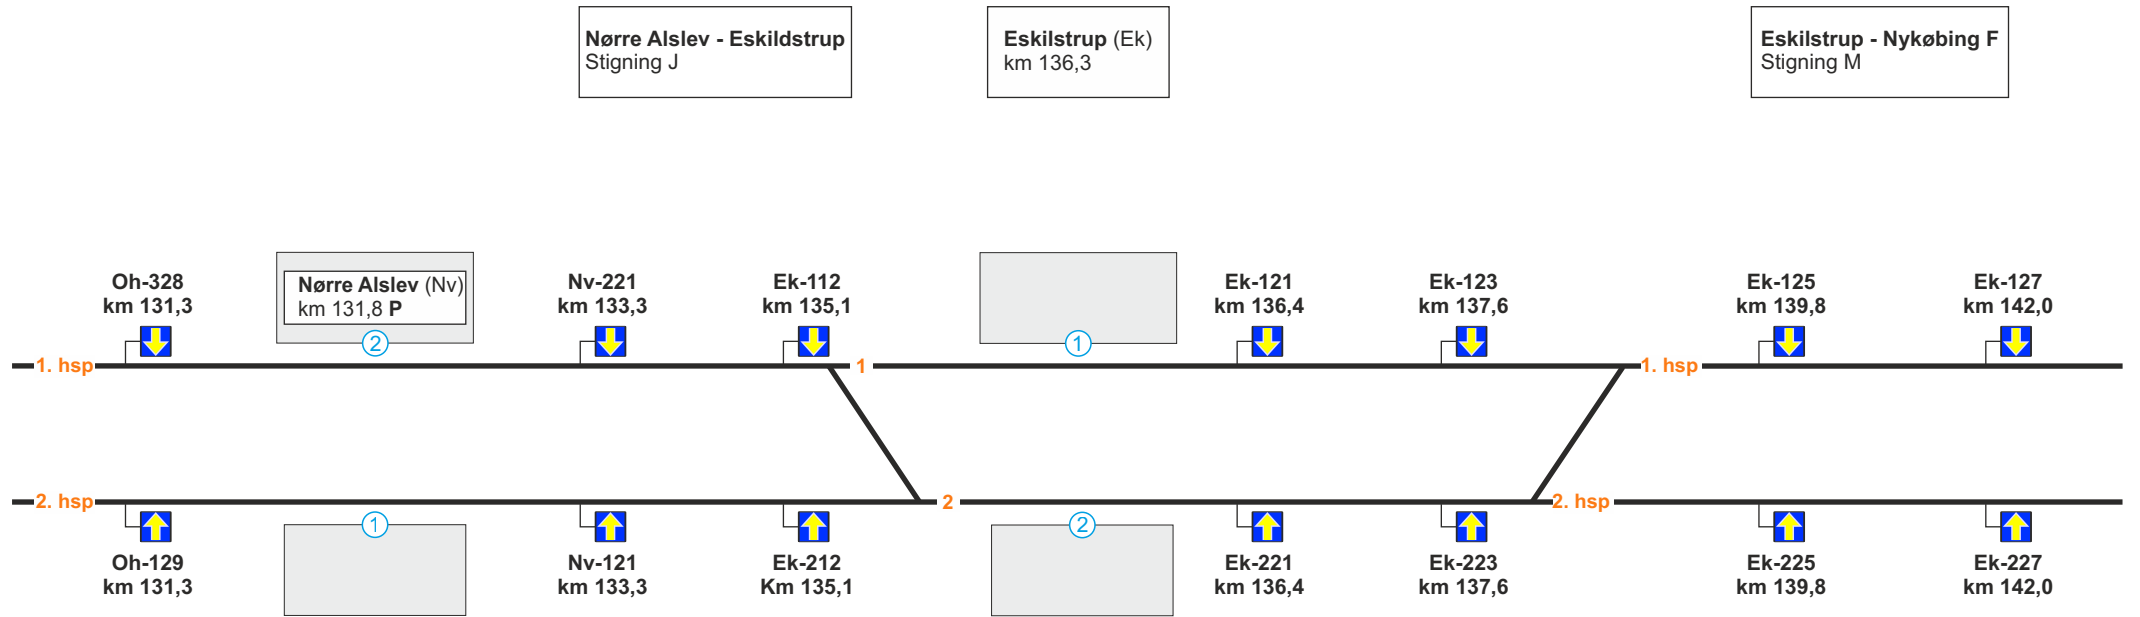 Nørre Alslev - Eskildstrup
Stigning J
Eskilstrup (Ek)
km 136,3
Eskilstrup - Nykøbing F
Stigning M
Oh-328
km 131,3
Nørre Alslev (Nv)
km 131,8 P
2
Nv-221
km 133,3
Ek-112
km 135,1
1
Ek-121
km 136,4
Ek-123
km 137,6
Ek-125
km 139,8
Ek-127
km 142,0
1. hsp
1
1. hsp
2. hsp
2
2. hsp
Oh-129
km 131,3
1
Nv-121
km 133,3
Ek-212
Km 135,1
2
Ek-221
km 136,4
Ek-223
km 137,6
Ek-225
km 139,8
Ek-227
km 142,0